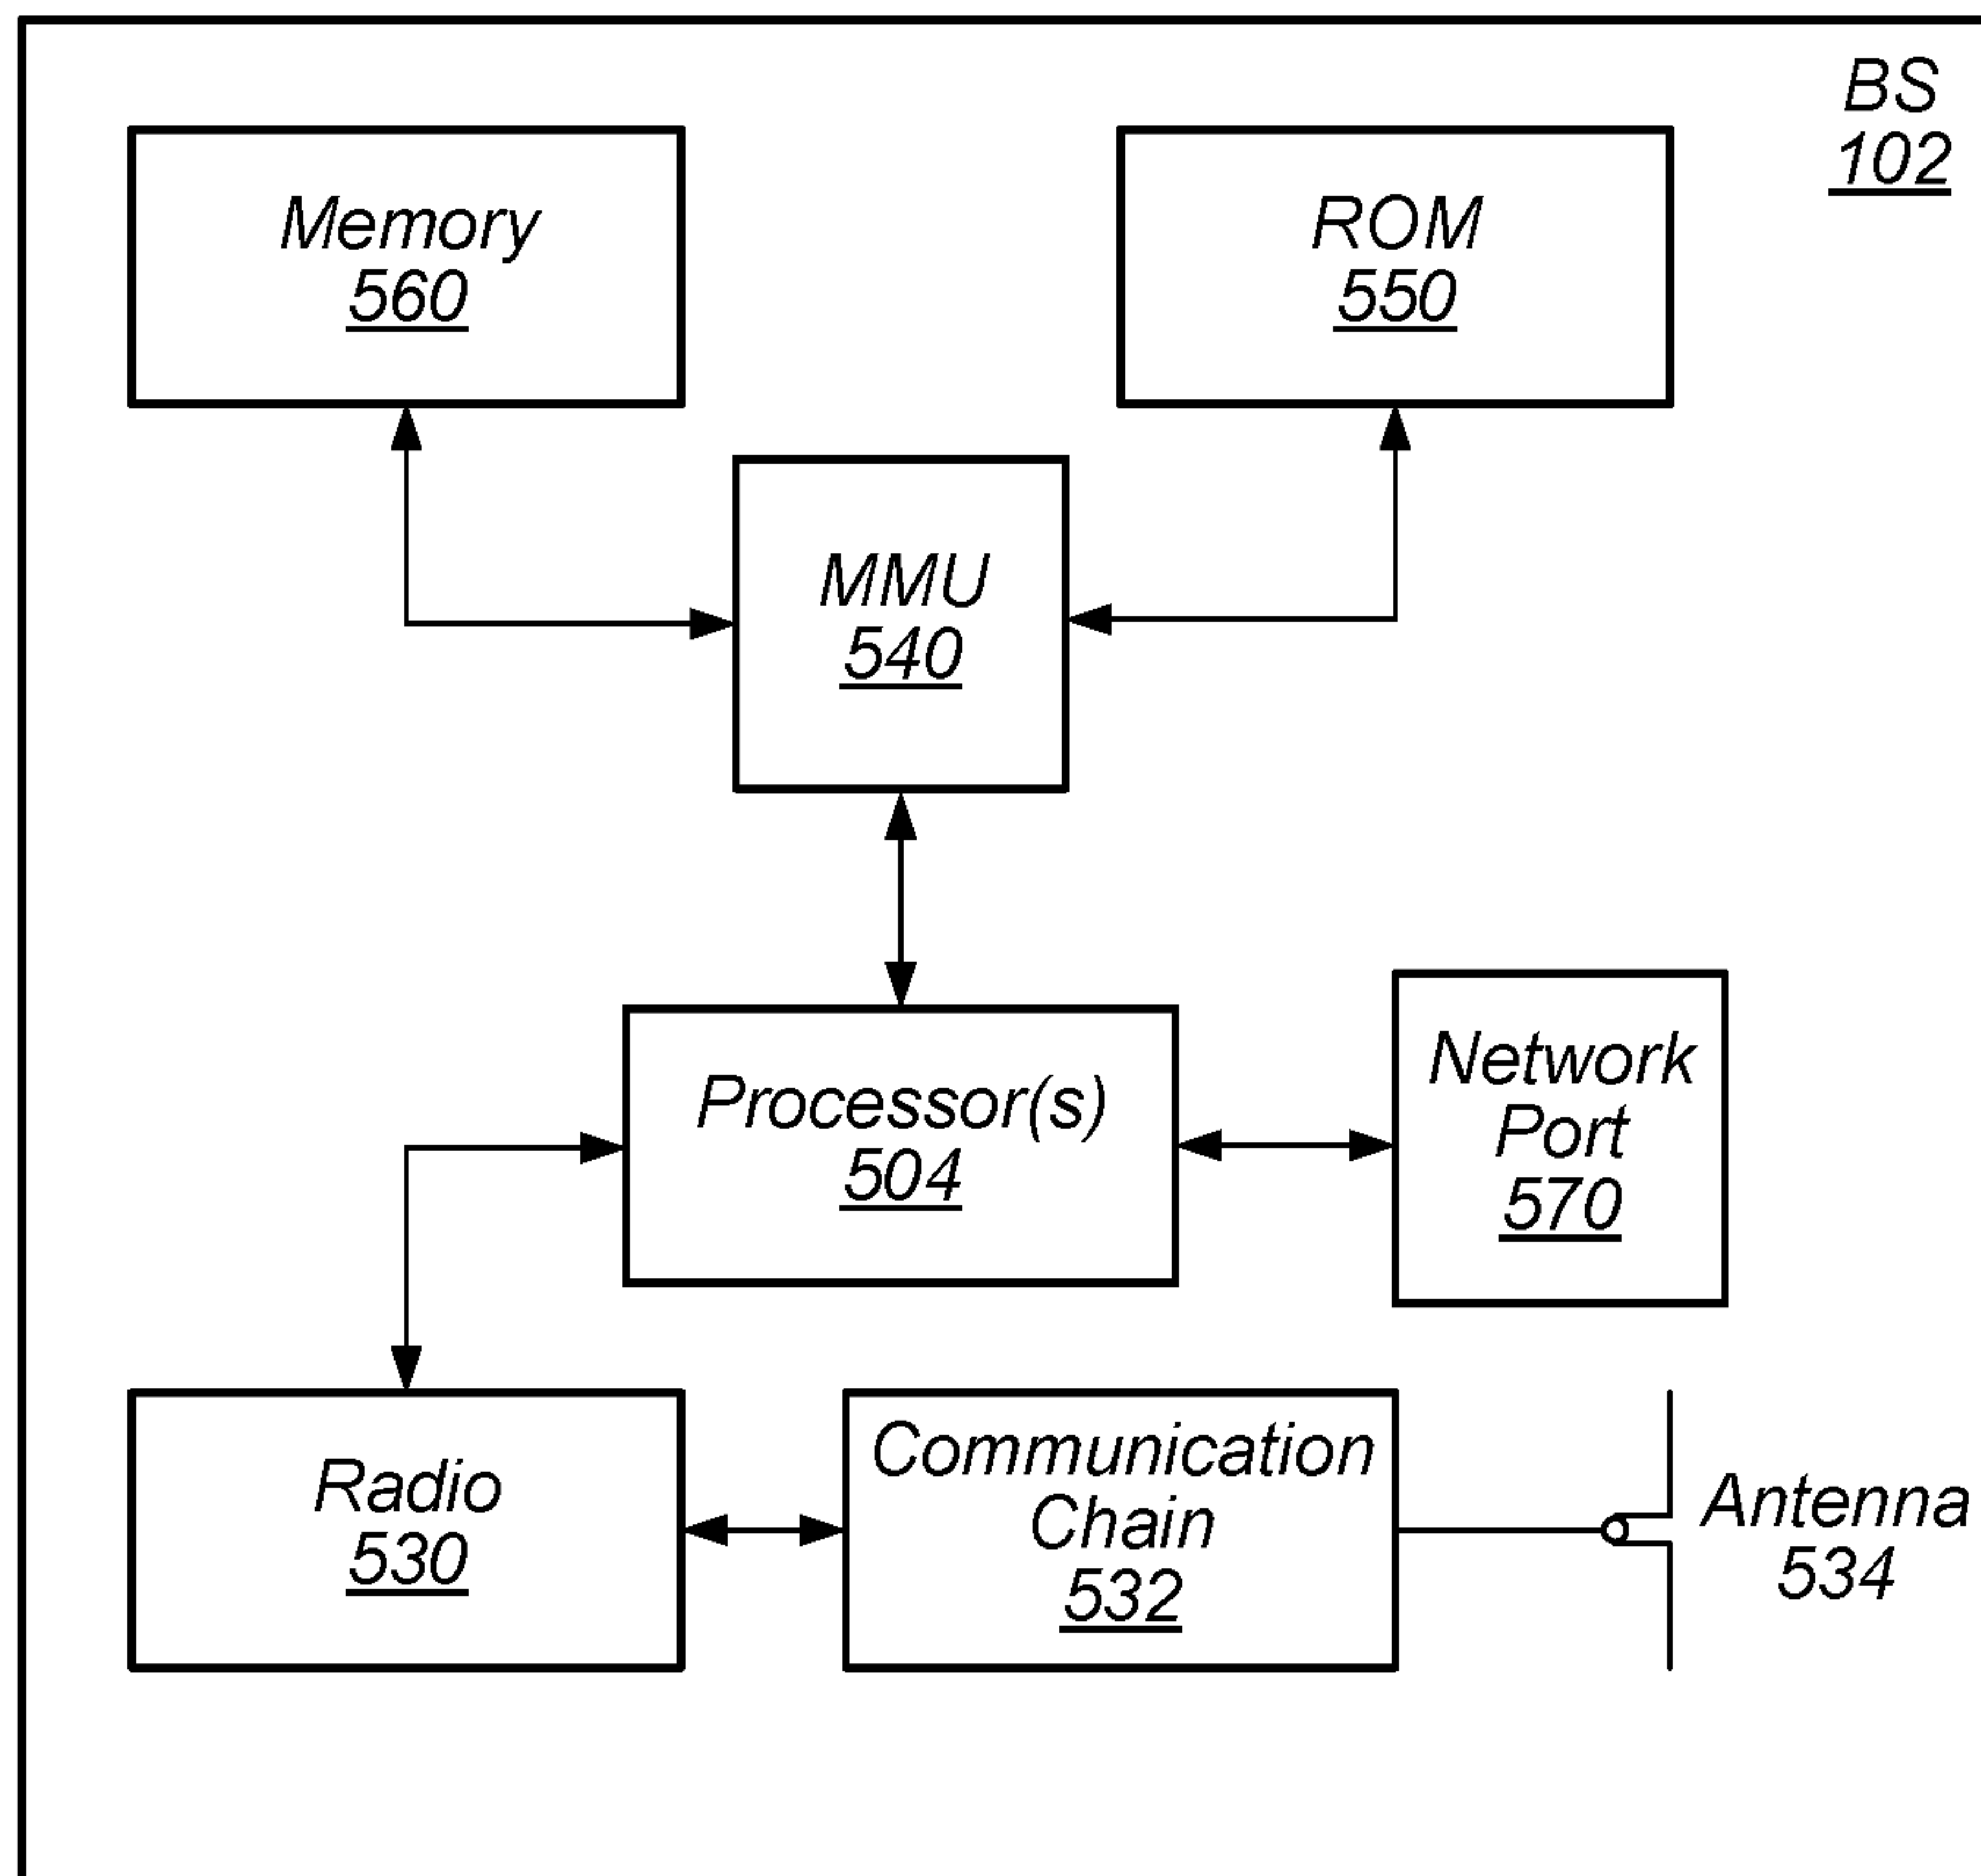 BS
102
Memory
560
ROM
550
MMU
540
Processor(s)
504
Network
Port
570
Radio
530
Communication
Chain
532
Antenna
534